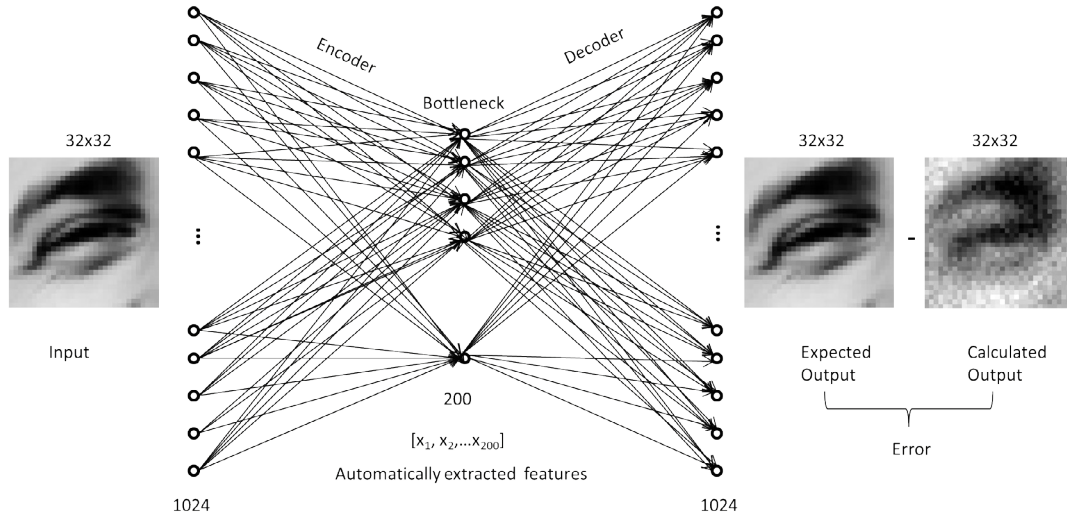 Encoder
Decoder
Bottleneck
32x32
32x32
32x32
...
...
-
Input
Expected
Output
Calculated
Output
200
Error
[x₁, x₂,...x₂₀₀]
Automatically extracted features
1024
1024